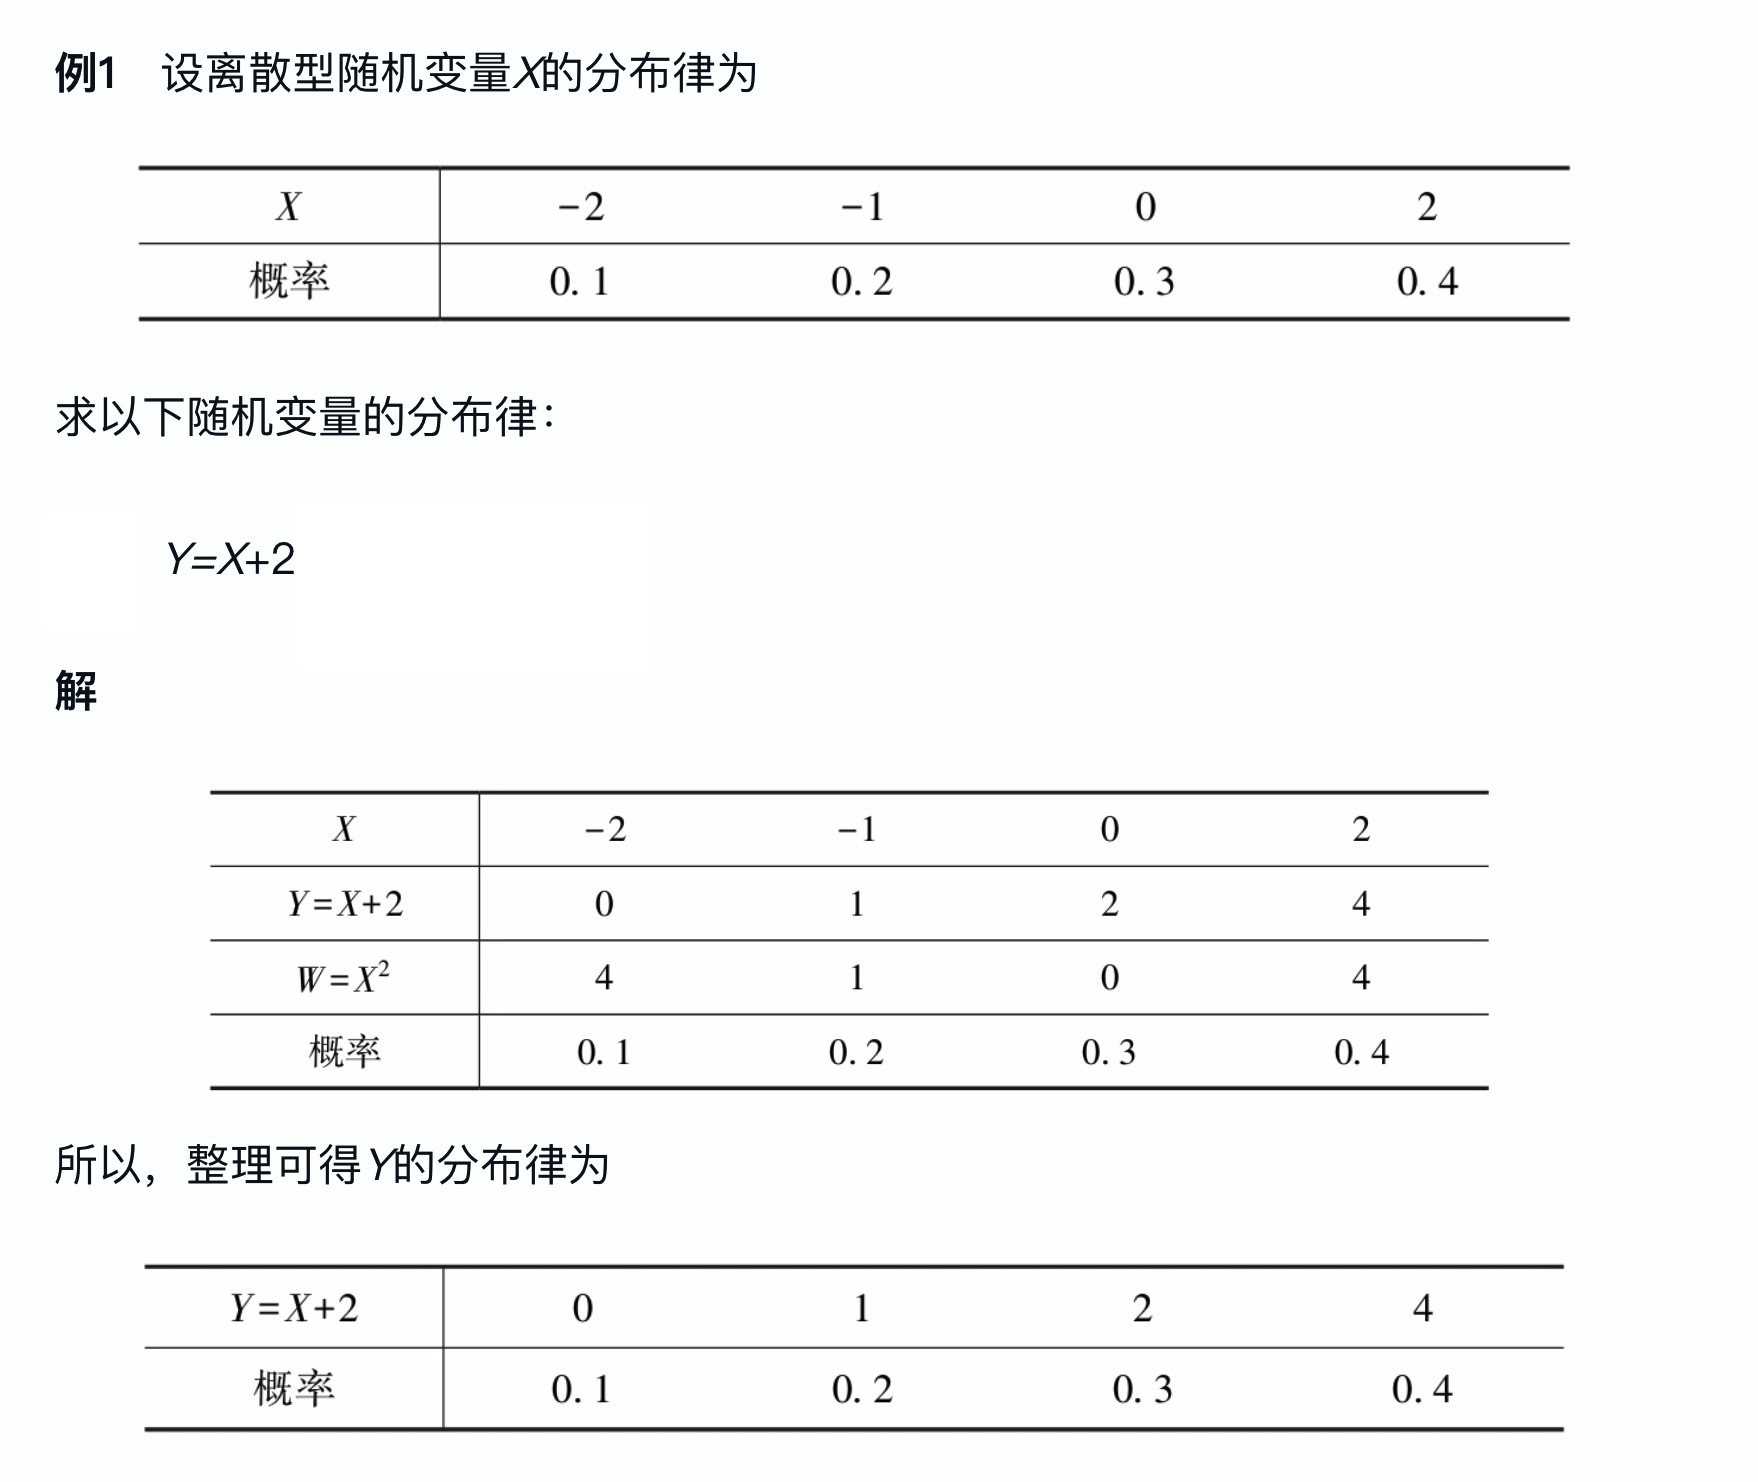 例1 设离散型随机变量X的分布律为
X −2 −1 0 2
概率 0.1 0.2 0.3 0.4
求以下随机变量的分布律：
Y=X+2
解
X −2 −1 0 2
Y=X+2 0 1 2 4
W=X² 4 1 0 4
概率 0.1 0.2 0.3 0.4
所以，整理可得Y的分布律为
Y=X+2 0 1 2 4
概率 0.1 0.2 0.3 0.4